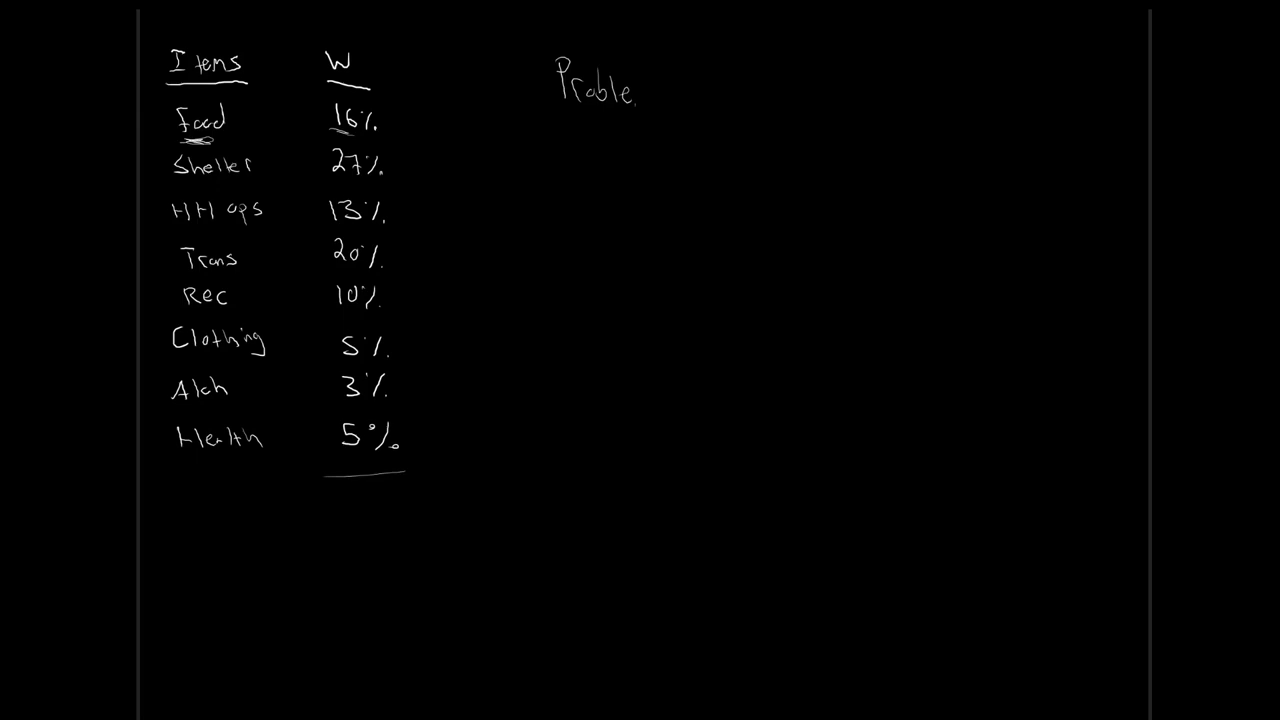 Items W
Proble
Food 16%
Shelter 27%
HH ops 13%
Trans 20%
Rec 10%
Clothing 5%
Alch 3%
Health 5%